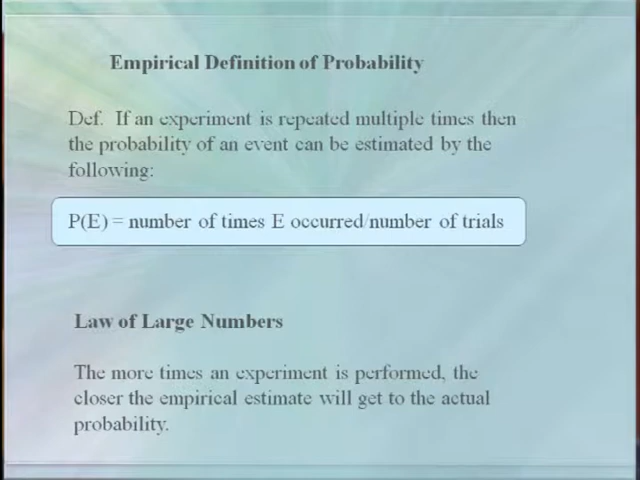 Empirical Definition of Probability
Def.  If an experiment is repeated multiple times then
the probability of an event can be estimated by the
following:
P(E) = number of times E occurred/number of trials
Law of Large Numbers
The more times an experiment is performed, the
closer the empirical estimate will get to the actual
probability.